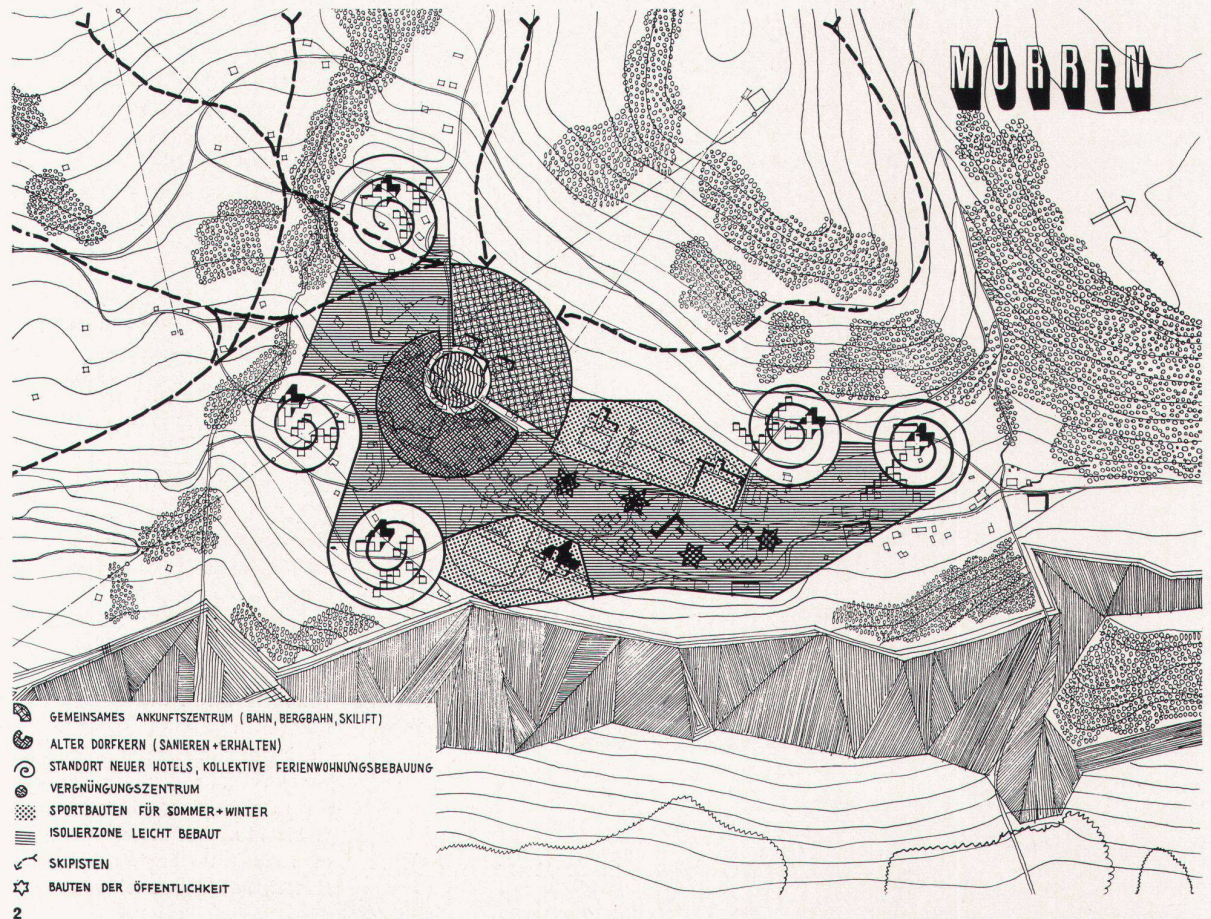 MÜRREN
GEMEINSAMES ANKUNFTSZENTRUM (BAHN, BERGBAHN, SKILIFT)
ALTER DORFKERN (SANIEREN + ERHALTEN)
STANDORT NEUER HOTELS, KOLLEKTIVE FERIENWOHNUNGSBEBAUUNG
VERGNÜNGUNGSZENTRUM
SPORTBAUTEN FÜR SOMMER + WINTER
ISOLIERZONE LEICHT BEBAUT
SKIPISTEN
BAUTEN DER ÖFFENTLICHKEIT
2